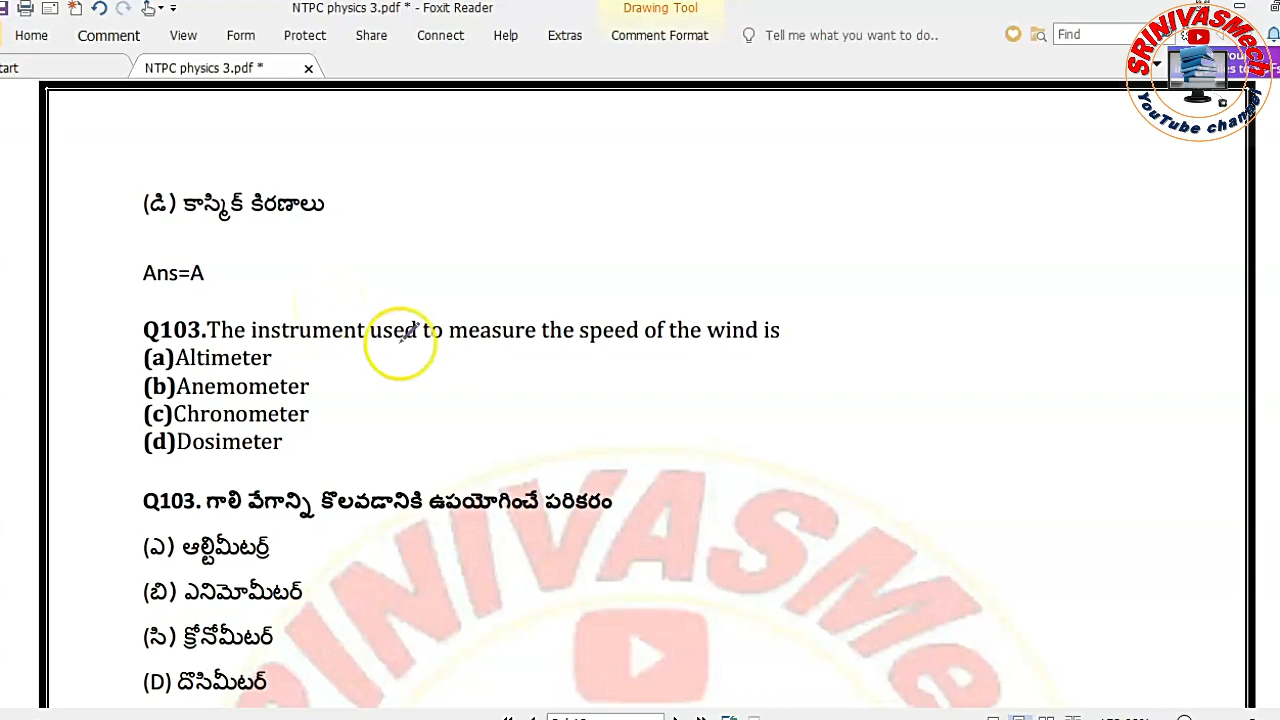 NTPC physics 3.pdf * - Foxit Reader
Drawing Tool
Home Comment View Form Protect Share Connect Help Extras Comment Format Tell me what you want to do.. Find
tart NTPC physics 3.pdf *
SRINIVASMech
YouTube channel
(డి) కాస్మిక్ కిరణాలు
Ans=A
Q103.The instrument used to measure the speed of the wind is
(a)Altimeter
(b)Anemometer
(c)Chronometer
(d)Dosimeter
Q103. గాలి వేగాన్ని కొలవడానికి ఉపయోగించే పరికరం
(ఎ) ఆల్టిమీటర్ర్
(బి) ఎనిమోమీటర్
(సి) క్రోనోమీటర్
(D) దొసిమీటర్
SRINIVASMech